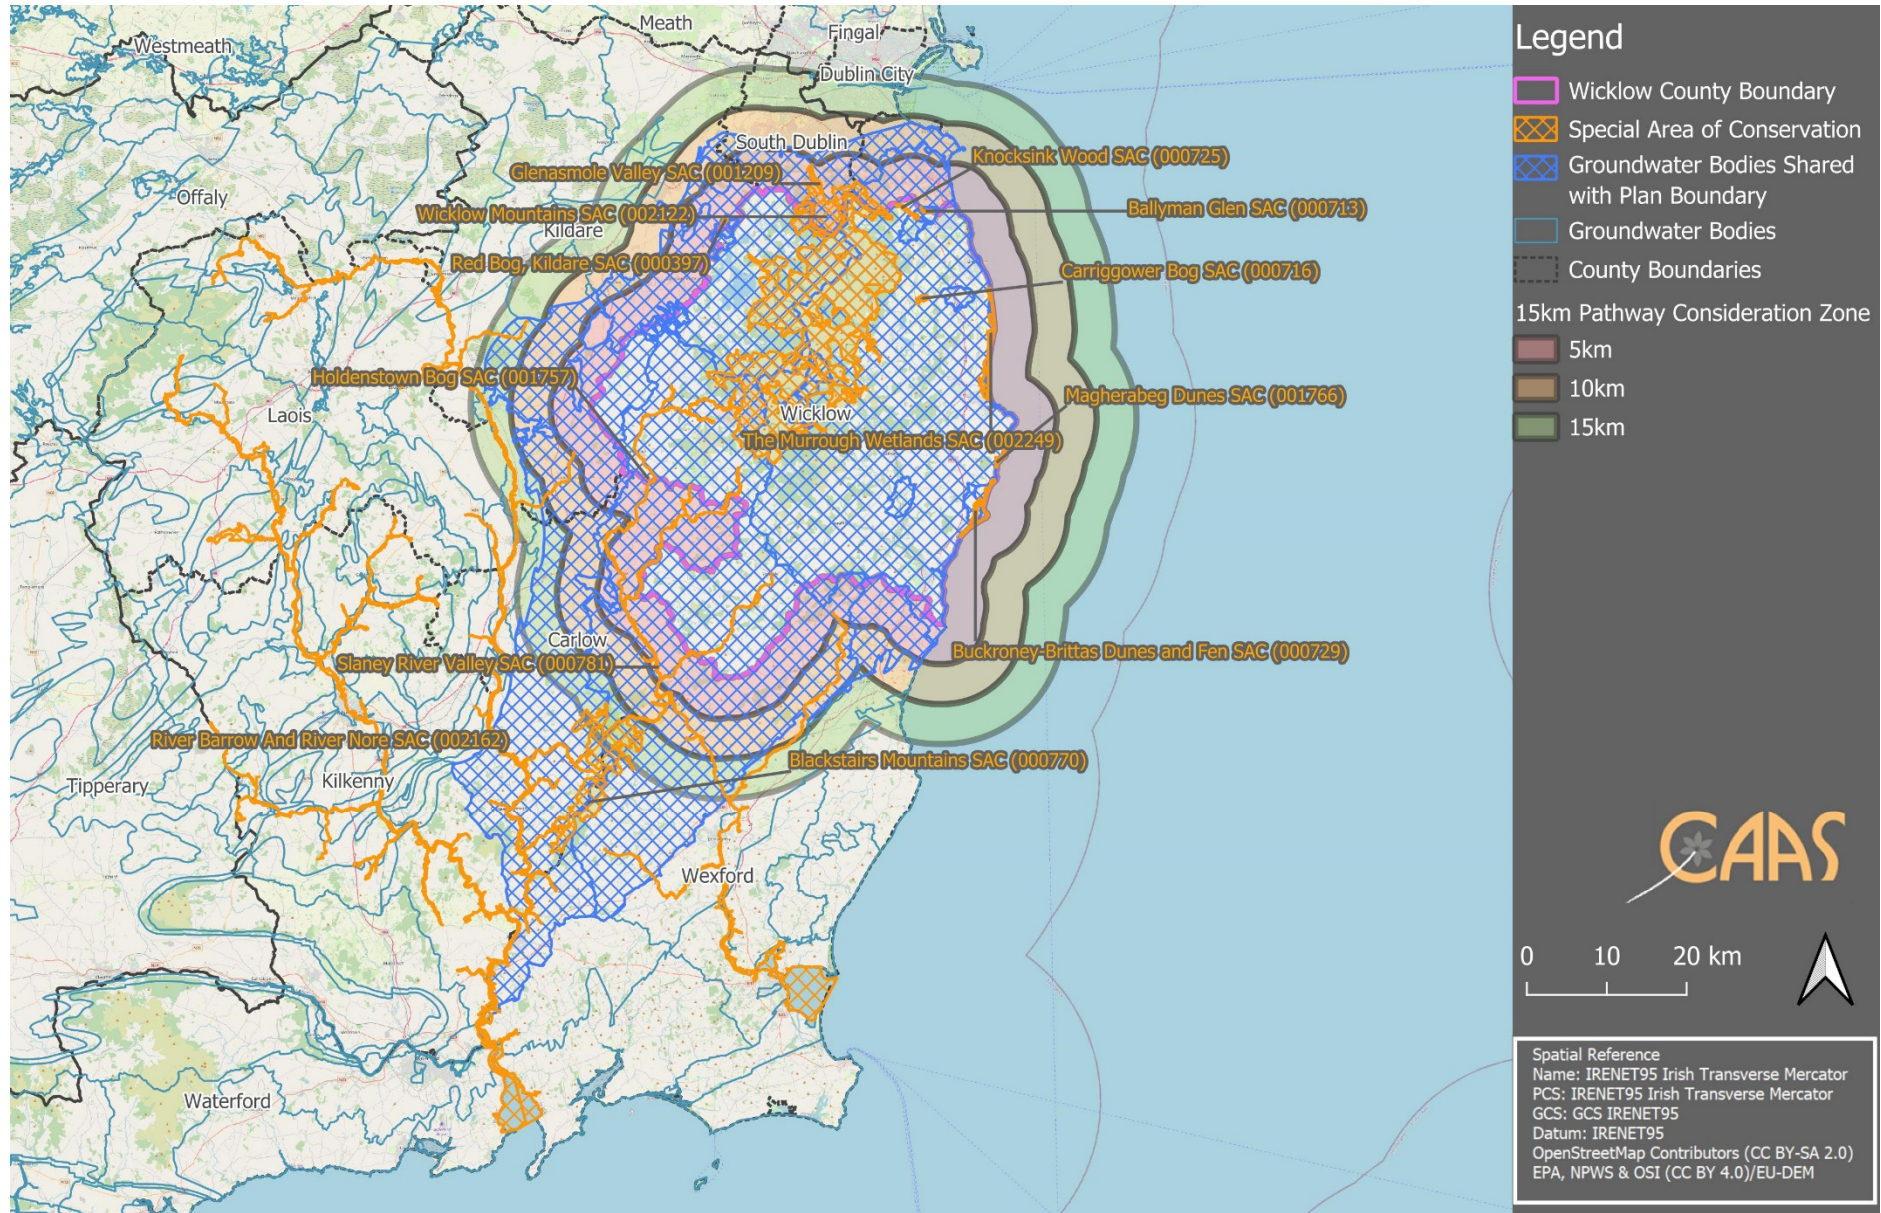 Meath
Westmeath
Fingal
Dublin City
South Dublin
Knocksink Wood SAC (000725)
Glenasmole Valley SAC (001209)
Offaly
Ballyman Glen SAC (000713)
Wicklow Mountains SAC (002122)
Kildare
Red Bog, Kildare SAC (000397)
Carriggower Bog SAC (000716)
Holdenstown Bog SAC (001757)
Magherabeg Dunes SAC (001766)
Laois
Wicklow
The Murrough Wetlands SAC (002249)
Carlow
Buckroney-Brittas Dunes and Fen SAC (000729)
Slaney River Valley SAC (000781)
River Barrow And River Nore SAC (002162)
Blackstairs Mountains SAC (000770)
Tipperary
Kilkenny
Wexford
Waterford
Legend
Wicklow County Boundary
Special Area of Conservation
Groundwater Bodies Shared
with Plan Boundary
Groundwater Bodies
County Boundaries
15km Pathway Consideration Zone
5km
10km
15km
CAAS
0 10 20 km
Spatial Reference
Name: IRENET95 Irish Transverse Mercator
PCS: IRENET95 Irish Transverse Mercator
GCS: GCS IRENET95
Datum: IRENET95
OpenStreetMap Contributors (CC BY-SA 2.0)
EPA, NPWS & OSI (CC BY 4.0)/EU-DEM